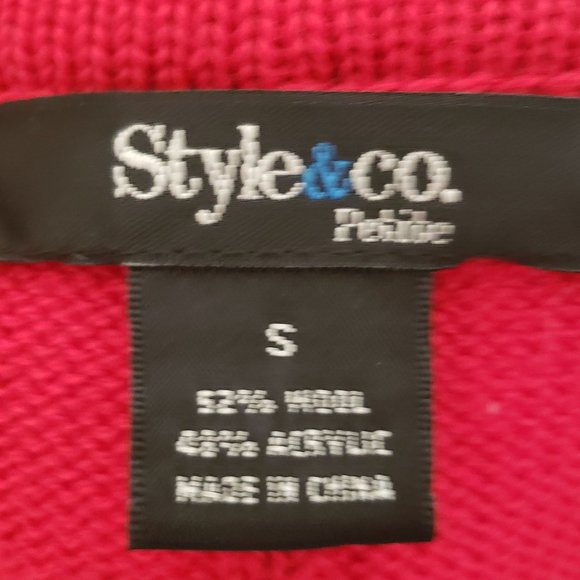 Style&co.
Petite
S
52% WOOL
48% ACRYLIC
MADE IN CHINA